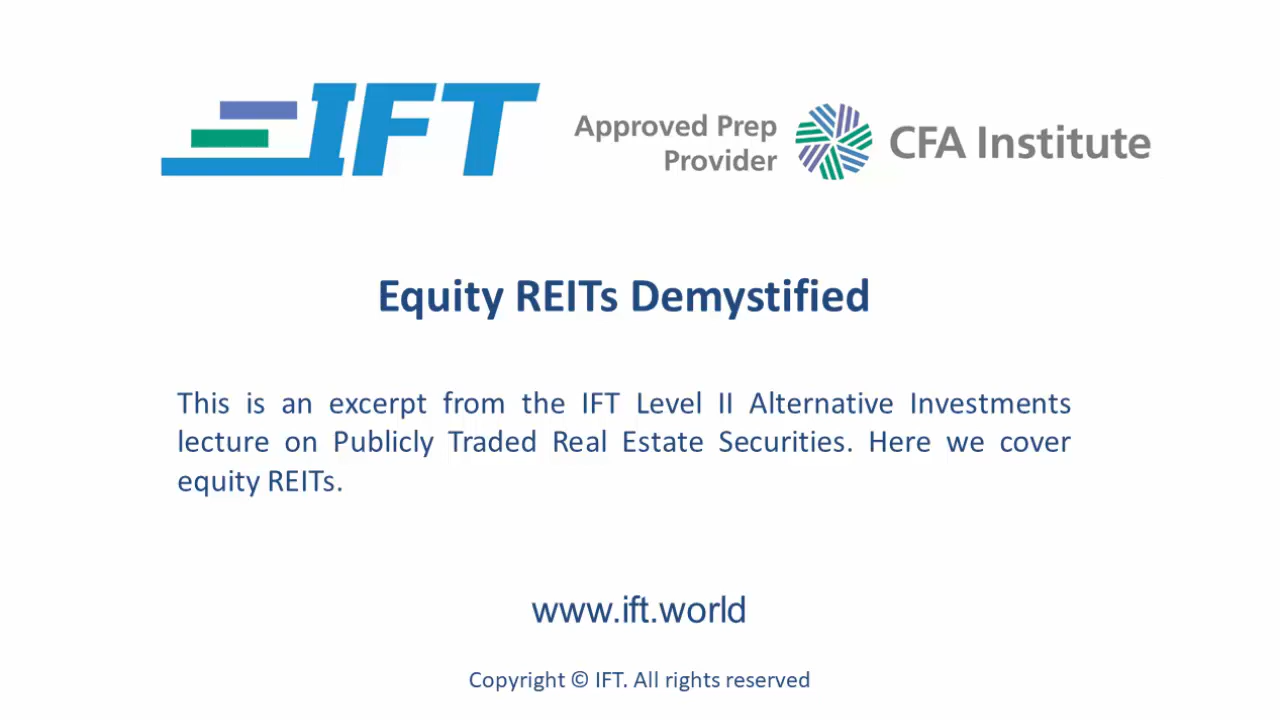 IFT
Approved Prep
Provider
CFA Institute
Equity REITs Demystified
This is an excerpt from the IFT Level II Alternative Investments
lecture on Publicly Traded Real Estate Securities. Here we cover
equity REITs.
www.ift.world
Copyright © IFT. All rights reserved